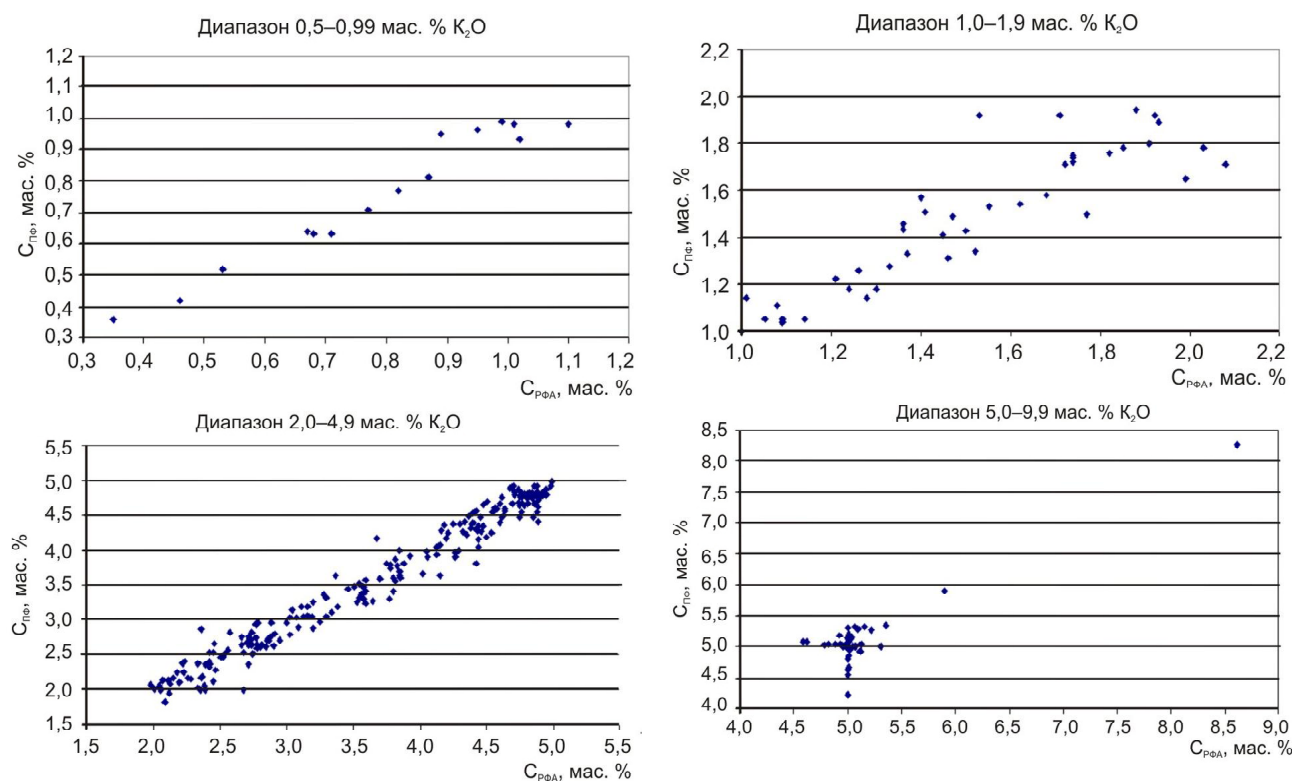 Диапазон 0,5–0,99 мас. % K₂O
1,2
1,1
1,0
0,9
0,8
0,7
0,6
0,5
0,4
0,3
C_ПФ, мас. %
0,3 0,4 0,5 0,6 0,7 0,8 0,9 1,0 1,1 1,2
C_РФА, мас. %
Диапазон 1,0–1,9 мас. % K₂O
2,2
2,0
1,8
1,6
1,4
1,2
1,0
C_ПФ, мас. %
1,0 1,2 1,4 1,6 1,8 2,0 2,2
C_РФА, мас. %
Диапазон 2,0–4,9 мас. % K₂O
5,5
5,0
4,5
4,0
3,5
3,0
2,5
2,0
1,5
C_ПФ, мас. %
1,5 2,0 2,5 3,0 3,5 4,0 4,5 5,0 5,5
C_РФА, мас. %
Диапазон 5,0–9,9 мас. % K₂O
8,5
8,0
7,5
7,0
6,5
6,0
5,5
5,0
4,5
4,0
C_ПФ, мас. %
4,0 4,5 5,0 5,5 6,0 6,5 7,0 7,5 8,0 8,5 9,0
C_РФА, мас. %